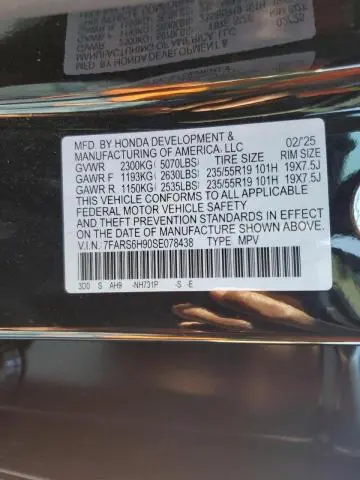 MFD. BY HONDA DEVELOPMENT &
MANUFACTURING OF AMERICA, LLC 02/25
GVWR 2300KG( 5070LBS) TIRE SIZE RIM SIZE
GAWR F 1193KG( 2630LBS) 235/55R19 101H 19X7.5J
GAWR R 1150KG( 2535LBS) 235/55R19 101H 19X7.5J
THIS VEHICLE CONFORMS TO ALL APPLICABLE
FEDERAL MOTOR VEHICLE SAFETY AND
THEFT PREVENTION STANDARDS IN EFFECT
ON THE DATE OF MANUFACTURE SHOWN ABOVE.
V.I.N. 7FARS6H90SE078438 TYPE MPV
3D0 S AH9 -NH731P -S -E